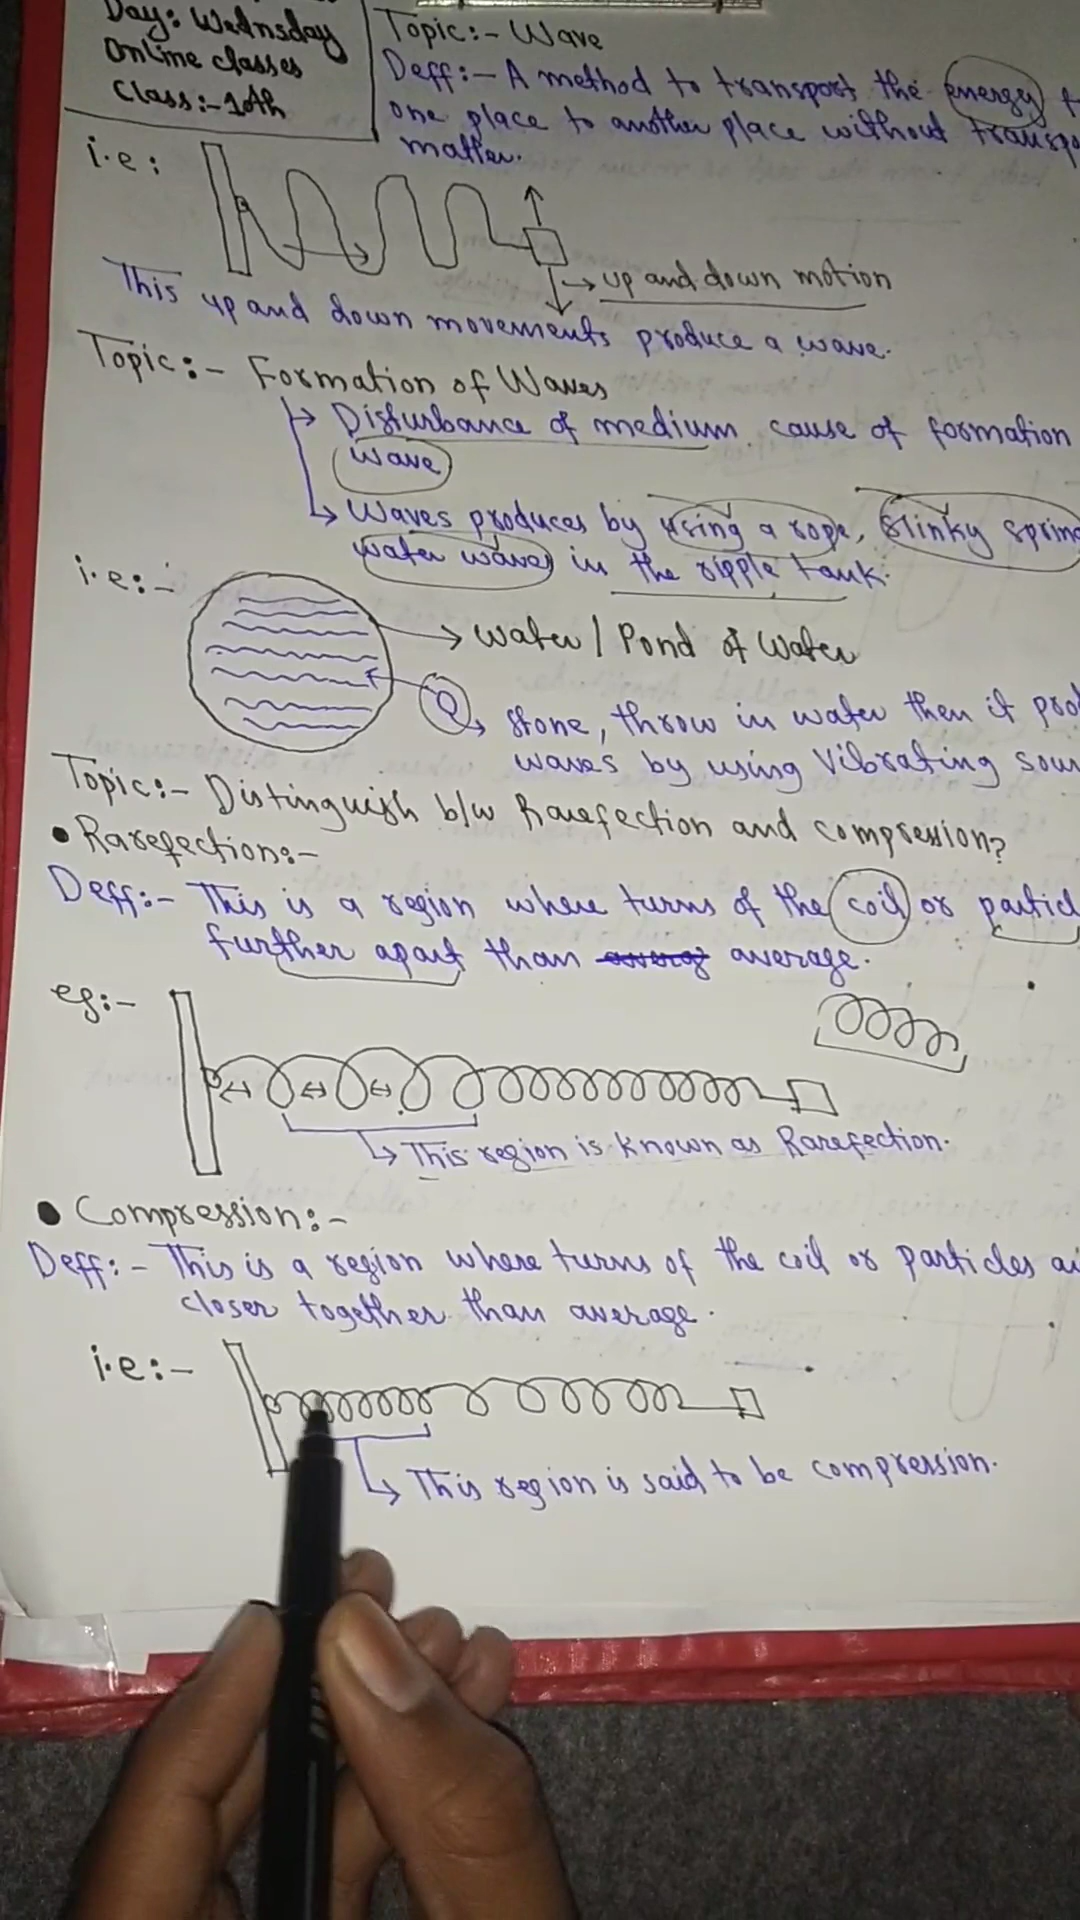 Day: Wednsday
Online classes
Class:- 10th
Topic:- Wave
Deff:- A method to transport the energy f
one place to another place without transpo
matter.
i.e:
→ up and down motion
This up and down movements produce a wave.
Topic:- Formation of Waves
Disturbance of medium cause of formation
wave
Waves produces by using a rope, slinky spring
water waves in the ripple tank.
i.e:-
Water / Pond of Water
stone, throw in water then it prod
waves by using vibrating sour
Topic:- Distinguish b/w Rarefection and compression?
• Rarefection:-
Deff:- This is a region where turns of the coil or particl
further apart than average.
eg:-
This region is known as Rarefection.
• Compression:-
Deff:- This is a region where turns of the coil or particles a
closer together than average.
i.e:-
This region is said to be compression.